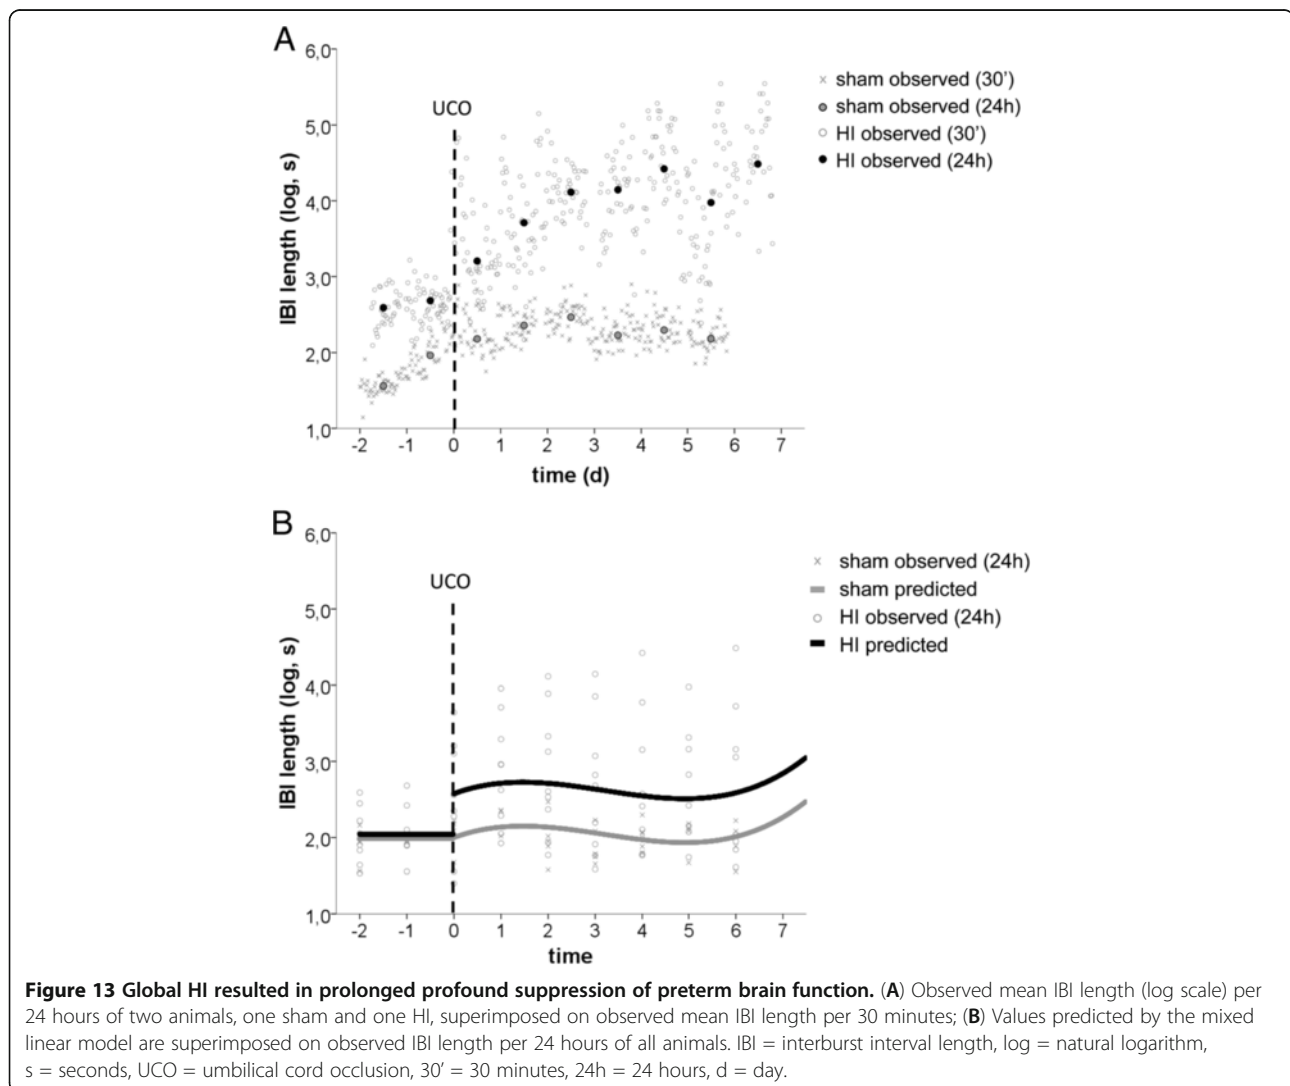 A
6,0
5,0
4,0
3,0
2,0
1,0
IBI length (log, s)
UCO
-2 -1 0 1 2 3 4 5 6 7
time (d)
sham observed (30')
sham observed (24h)
HI observed (30')
HI observed (24h)
B
6,0
5,0
4,0
3,0
2,0
1,0
IBI length (log, s)
UCO
-2 -1 0 1 2 3 4 5 6 7
time
sham observed (24h)
sham predicted
HI observed (24h)
HI predicted
Figure 13 Global HI resulted in prolonged profound suppression of preterm brain function. (A) Observed mean IBI length (log scale) per
24 hours of two animals, one sham and one HI, superimposed on observed mean IBI length per 30 minutes; (B) Values predicted by the mixed
linear model are superimposed on observed IBI length per 24 hours of all animals. IBI = interburst interval length, log = natural logarithm,
s = seconds, UCO = umbilical cord occlusion, 30′ = 30 minutes, 24h = 24 hours, d = day.